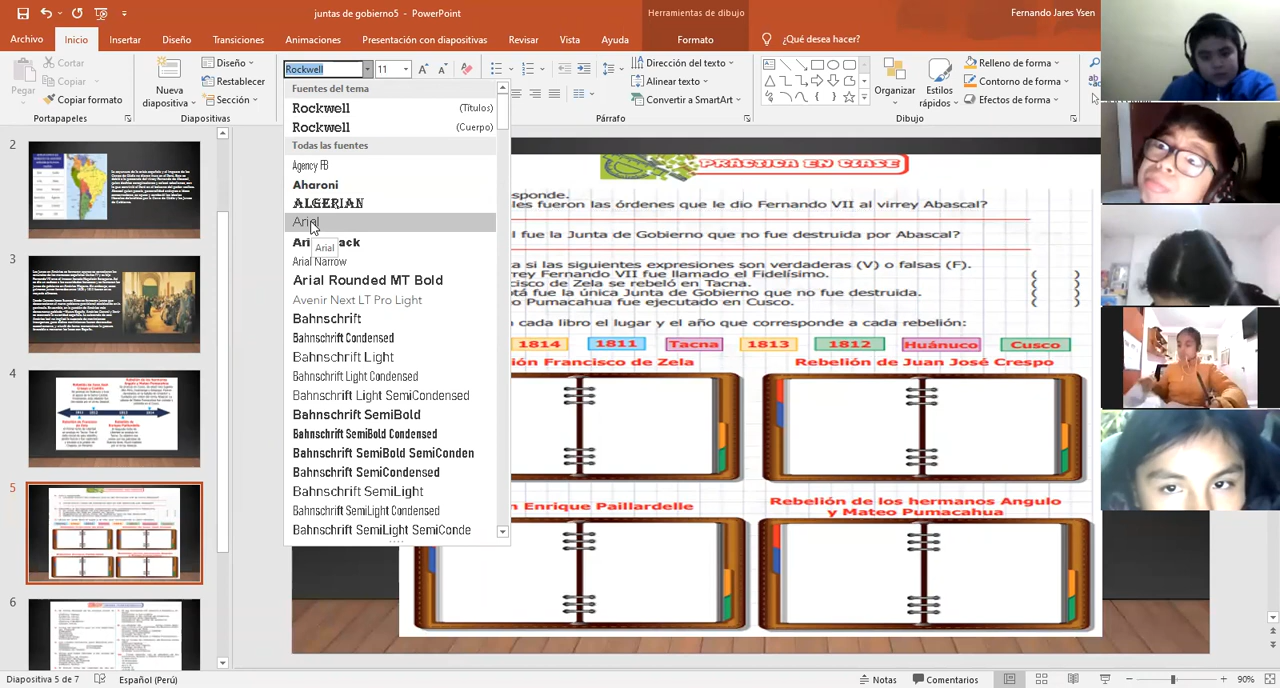 juntas de gobierno5 - PowerPoint
Herramientas de dibujo
Fernando Jares Ysen
Archivo
Inicio
Insertar
Diseño
Transiciones
Animaciones
Presentación con diapositivas
Revisar
Vista
Ayuda
Formato
¿Qué desea hacer?
Pegar
Cortar
Copiar
Copiar formato
Portapapeles
Nueva
diapositiva
Diseño
Restablecer
Sección
Diapositivas
Rockwell
11
Dirección del texto
Alinear texto
Convertir a SmartArt
Párrafo
Organizar
Estilos
rápidos
Relleno de forma
Contorno de forma
Efectos de forma
Dibujo
Fuentes del tema
Rockwell (Títulos)
Rockwell (Cuerpo)
Todas las fuentes
Agency FB
Aharoni
ALGERIAN
Arial
Arial
Arial Narrow
Arial Rounded MT Bold
Avenir Next LT Pro Light
Bahnschrift
Bahnschrift Condensed
Bahnschrift Light
Bahnschrift Light Condensed
Bahnschrift Light SemiCondensed
Bahnschrift SemiBold
Bahnschrift SemiBold Condensed
Bahnschrift SemiBold SemiConden
Bahnschrift SemiCondensed
Bahnschrift SemiLight
Bahnschrift SemiLight Condensed
Bahnschrift SemiLight SemiConde
2
3
4
5
6
PRACTICA EN CASE
sponde.
les fueron las órdenes que le dio Fernando VII al virrey Abascal?
l fue la Junta de Gobierno que no fue destruida por Abascal?
a si las siguientes expresiones son verdaderas (V) o falsas (F).
rrey Fernando VII fue llamado el Fidelísimo.
cisco de Zela se rebeló en Tacna.
tá fue la única Junta de Gobierno que no fue destruida.
o Pumacahua fue ejecutado en Cusco.
n cada libro el lugar y el año que corresponde a cada rebelión:
1814 1811 Tacna 1813 1812 Huánuco Cusco
ión Francisco de Zela
Rebelión de Juan José Crespo
n Enrique Paillardelle
Rebelión de los hermanos Angulo
y Mateo Pumacahua
Diapositiva 5 de 7
Español (Perú)
Notas
Comentarios
90%